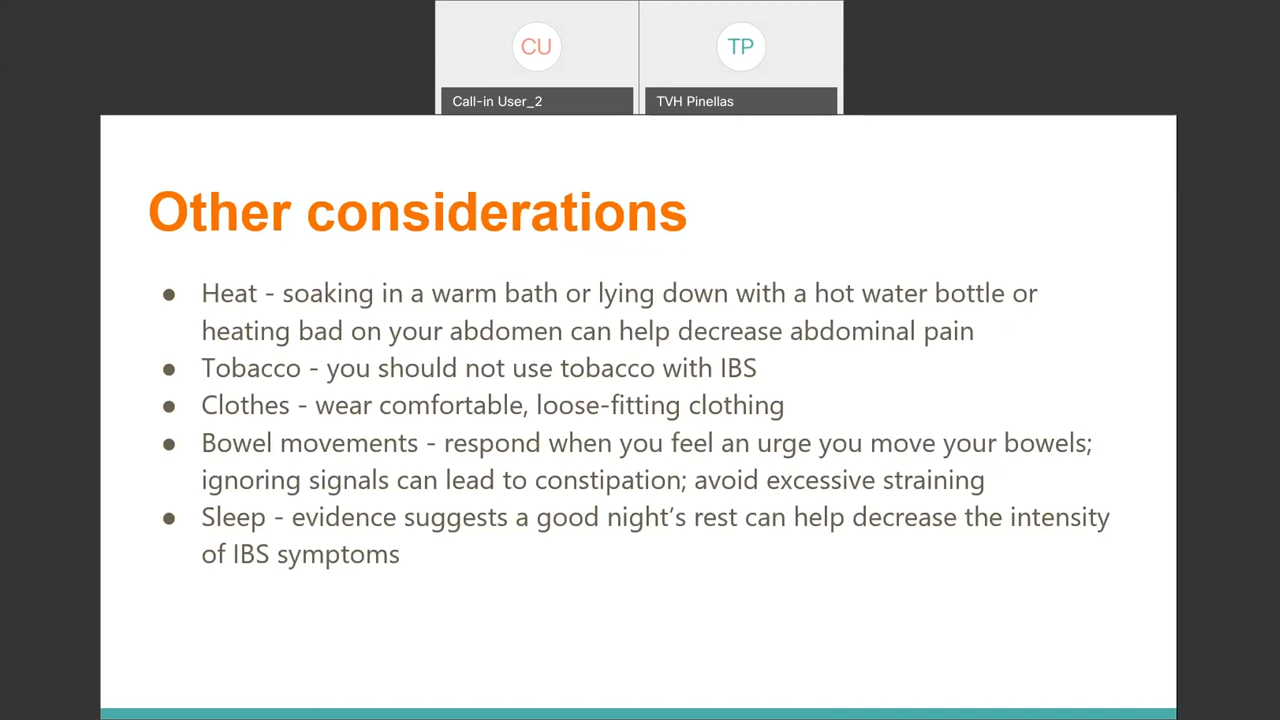 CU
TP
Call-in User_2
TVH Pinellas
Other considerations
● Heat - soaking in a warm bath or lying down with a hot water bottle or
heating bad on your abdomen can help decrease abdominal pain
● Tobacco - you should not use tobacco with IBS
● Clothes - wear comfortable, loose-fitting clothing
● Bowel movements - respond when you feel an urge you move your bowels;
ignoring signals can lead to constipation; avoid excessive straining
● Sleep - evidence suggests a good night’s rest can help decrease the intensity
of IBS symptoms